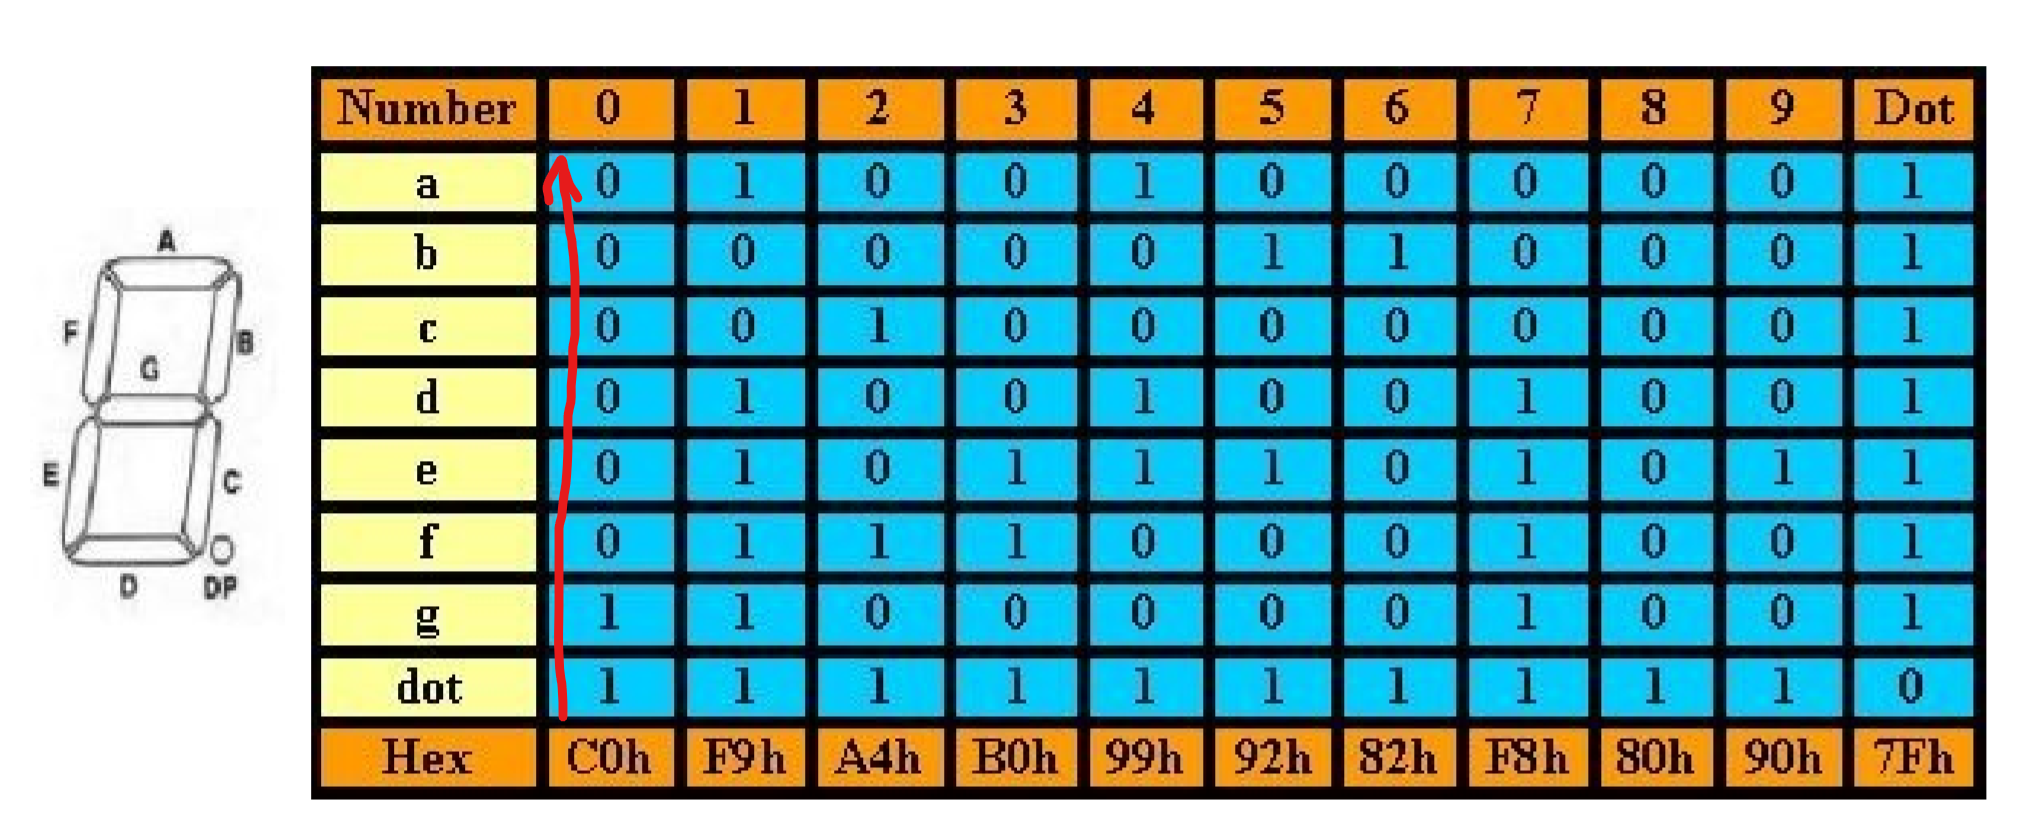 A
F
B
G
E
C
D
DP
Number 0 1 2 3 4 5 6 7 8 9 Dot
a 0 1 0 0 1 0 0 0 0 0 1
b 0 0 0 0 0 1 1 0 0 0 1
c 0 0 1 0 0 0 0 0 0 0 1
d 0 1 0 0 1 0 0 1 0 0 1
e 0 1 0 1 1 1 0 1 0 1 1
f 0 1 1 1 0 0 0 1 0 0 1
g 1 1 0 0 0 0 0 1 0 0 1
dot 1 1 1 1 1 1 1 1 1 1 0
Hex C0h F9h A4h B0h 99h 92h 82h F8h 80h 90h 7Fh